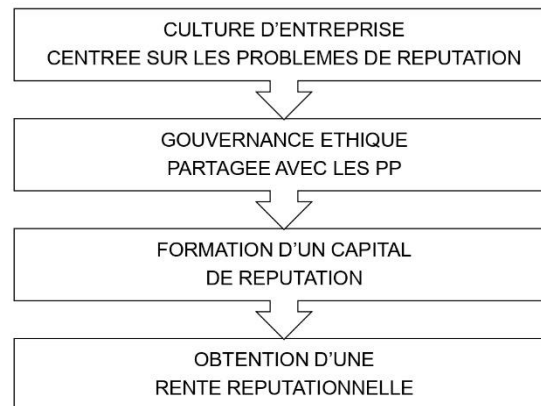 CULTURE D’ENTREPRISE
CENTREE SUR LES PROBLEMES DE REPUTATION
GOUVERNANCE ETHIQUE
PARTAGEE AVEC LES PP
FORMATION D’UN CAPITAL
DE REPUTATION
OBTENTION D’UNE
RENTE REPUTATIONNELLE